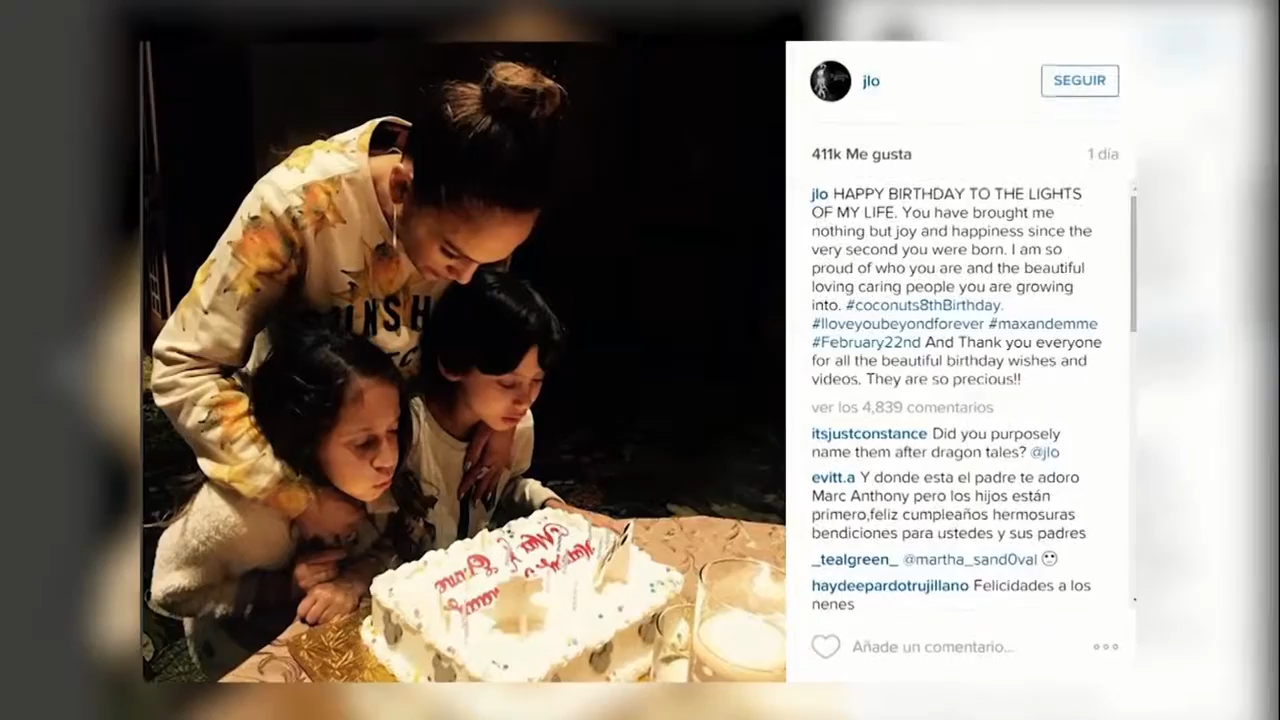 jlo
SEGUIR
411k Me gusta
1 día
jlo HAPPY BIRTHDAY TO THE LIGHTS
OF MY LIFE. You have brought me
nothing but joy and happiness since the
very second you were born. I am so
proud of who you are and the beautiful
loving caring people you are growing
into. #coconuts8thBirthday.
#Iloveyoubeyondforever #maxandemme
#February22nd And Thank you everyone
for all the beautiful birthday wishes and
videos. They are so precious!!
ver los 4,839 comentarios
itsjustconstance Did you purposely
name them after dragon tales? @jlo
evitt.a Y donde esta el padre te adoro
Marc Anthony pero los hijos están
primero,feliz cumpleaños hermosuras
bendiciones para ustedes y sus padres
_tealgreen_ @martha_sand0val 🙂
haydeepardotrujillano Felicidades a los
nenes
Añade un comentario...